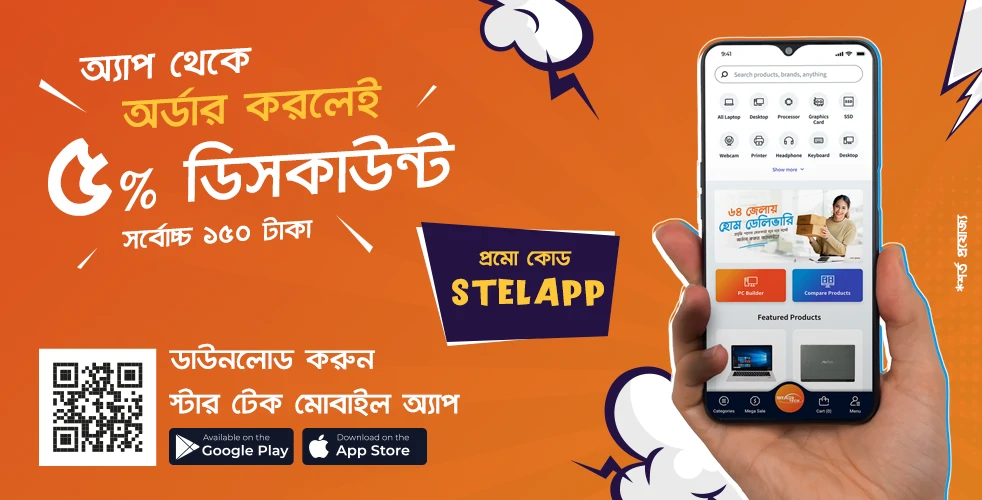 অ্যাপ থেকে
অর্ডার করলেই
৫% ডিসকাউন্ট
সর্বোচ্চ ১৫০ টাকা
প্রমো কোড
STELAPP
ডাউনলোড করুন
স্টার টেক মোবাইল অ্যাপ
Available on the
Google Play
Download on the
App Store
9:41
Search products, brands, anything
All Laptop Desktop Processor Graphics Card SSD
Webcam Printer Headphone Keyboard Desktop
Show more
৬৪ জেলায়
হোম ডেলিভারি
PC Builder Compare Products
Featured Products
Categories Mega Sale Cart (0) Menu
*শর্ত প্রযোজ্য